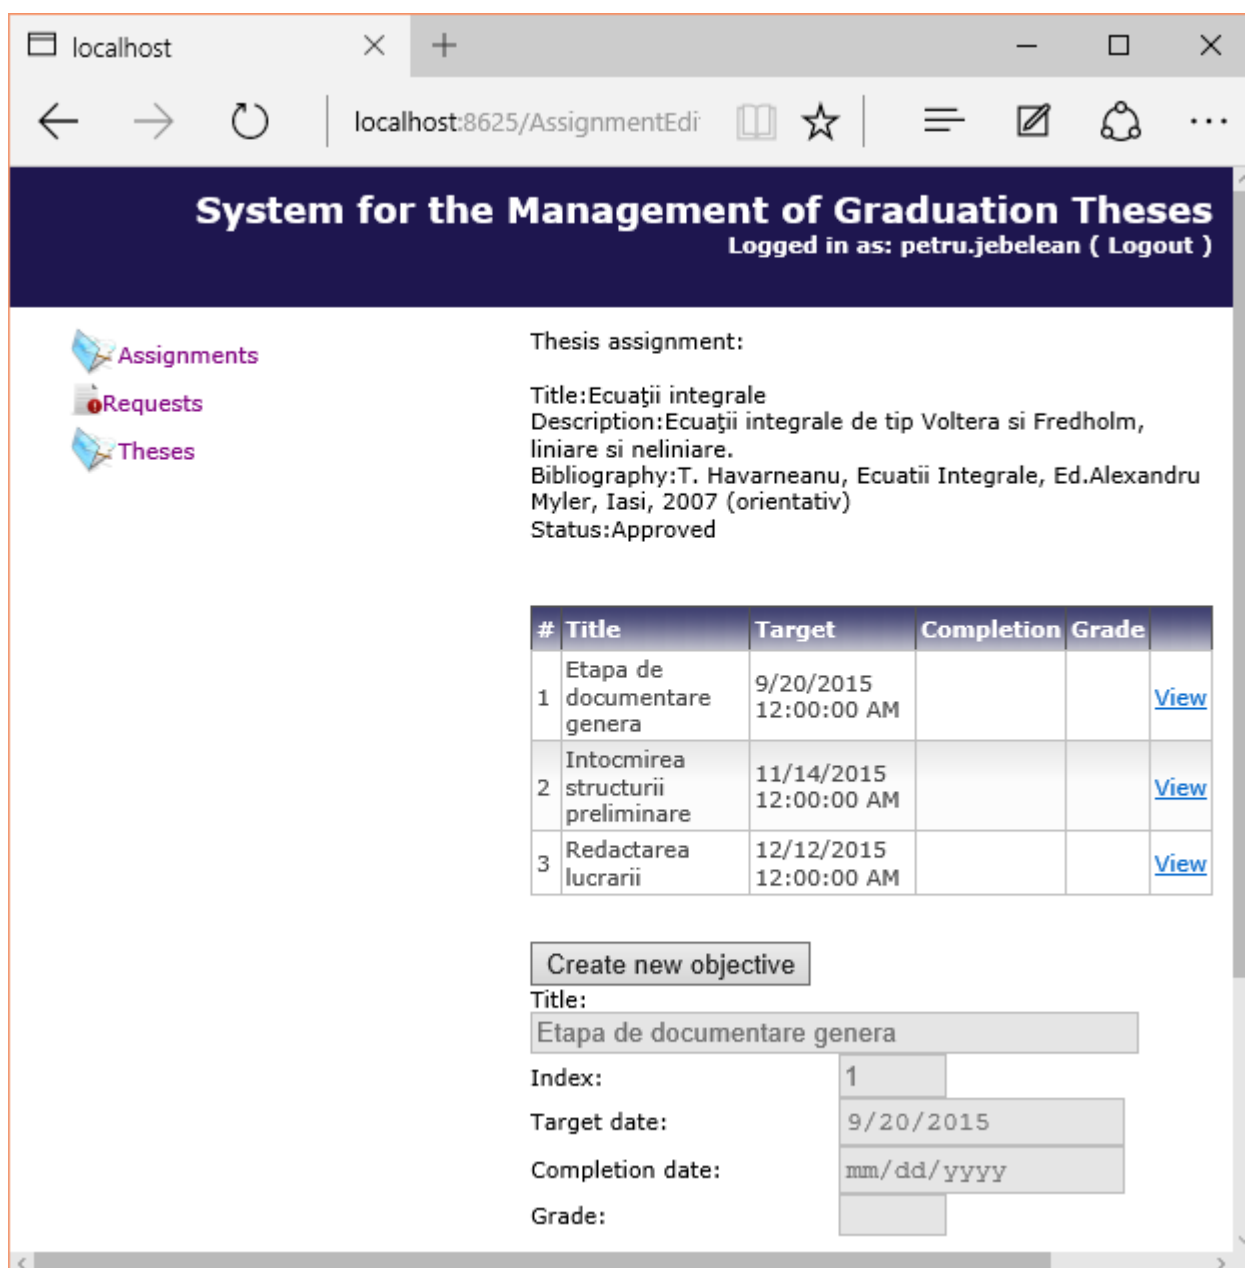 localhost
localhost:8625/AssignmentEdi
System for the Management of Graduation Theses
Logged in as: petru.jebelean ( Logout )
Assignments
Requests
Theses
Thesis assignment:
Title:Ecuaţii integrale
Description:Ecuaţii integrale de tip Voltera si Fredholm,
liniare si neliniare.
Bibliography:T. Havarneanu, Ecuatii Integrale, Ed.Alexandru
Myler, Iasi, 2007 (orientativ)
Status:Approved
# Title Target Completion Grade
1 Etapa de documentare genera 9/20/2015 12:00:00 AM View
2 Intocmirea structurii preliminare 11/14/2015 12:00:00 AM View
3 Redactarea lucrarii 12/12/2015 12:00:00 AM View
Create new objective
Title:
Etapa de documentare genera
Index: 1
Target date: 9/20/2015
Completion date: mm/dd/yyyy
Grade: